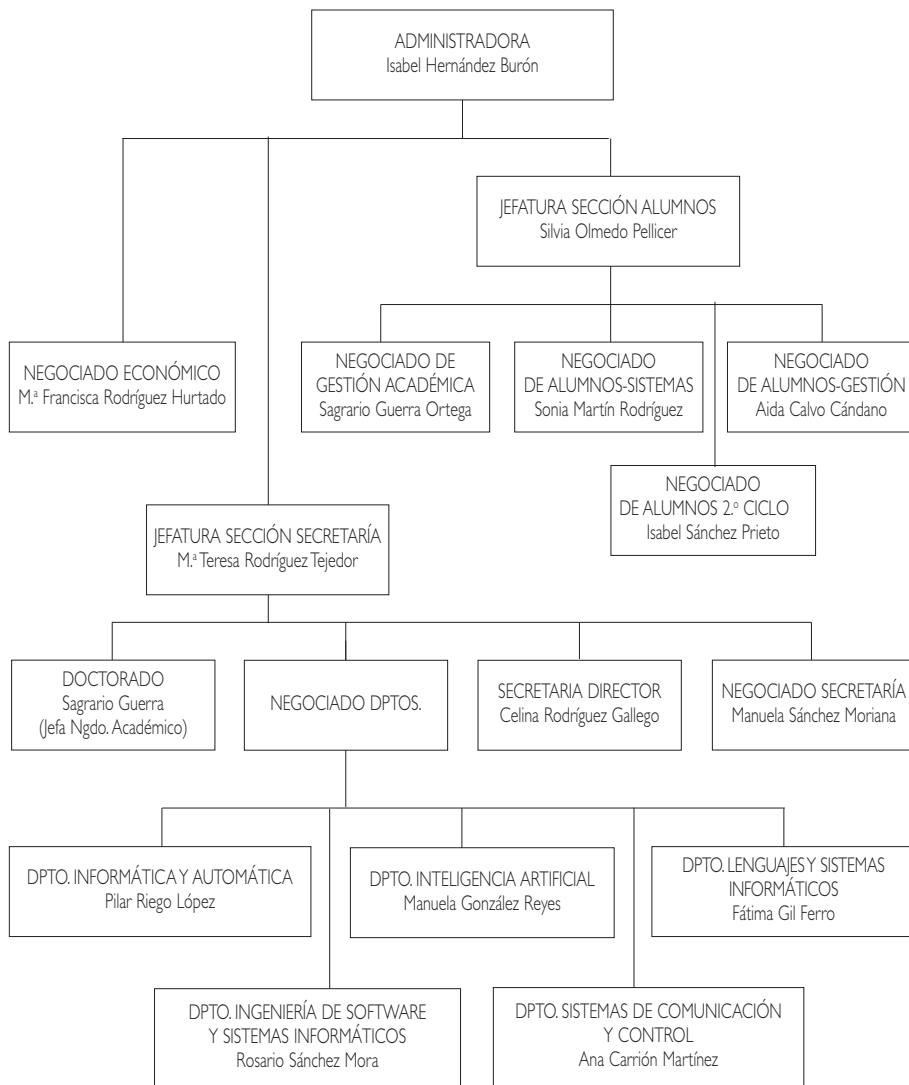 ADMINISTRADORA
Isabel Hernández Burón
JEFATURA SECCIÓN ALUMNOS
Silvia Olmedo Pellicer
NEGOCIADO ECONÓMICO
M.ª Francisca Rodríguez Hurtado
NEGOCIADO DE
GESTIÓN ACADÉMICA
Sagrario Guerra Ortega
NEGOCIADO
DE ALUMNOS-SISTEMAS
Sonia Martín Rodríguez
NEGOCIADO
DE ALUMNOS-GESTIÓN
Aida Calvo Cándano
NEGOCIADO
DE ALUMNOS 2.º CICLO
Isabel Sánchez Prieto
JEFATURA SECCIÓN SECRETARÍA
M.ª Teresa Rodríguez Tejedor
DOCTORADO
Sagrario Guerra
(Jefa Ngdo. Académico)
NEGOCIADO DPTOS.
SECRETARIA DIRECTOR
Celina Rodríguez Gallego
NEGOCIADO SECRETARÍA
Manuela Sánchez Moriana
DPTO. INFORMÁTICA Y AUTOMÁTICA
Pilar Riego López
DPTO. INTELIGENCIA ARTIFICIAL
Manuela González Reyes
DPTO. LENGUAJES Y SISTEMAS
INFORMÁTICOS
Fátima Gil Ferro
DPTO. INGENIERÍA DE SOFTWARE
Y SISTEMAS INFORMÁTICOS
Rosario Sánchez Mora
DPTO. SISTEMAS DE COMUNICACIÓN
Y CONTROL
Ana Carrión Martínez